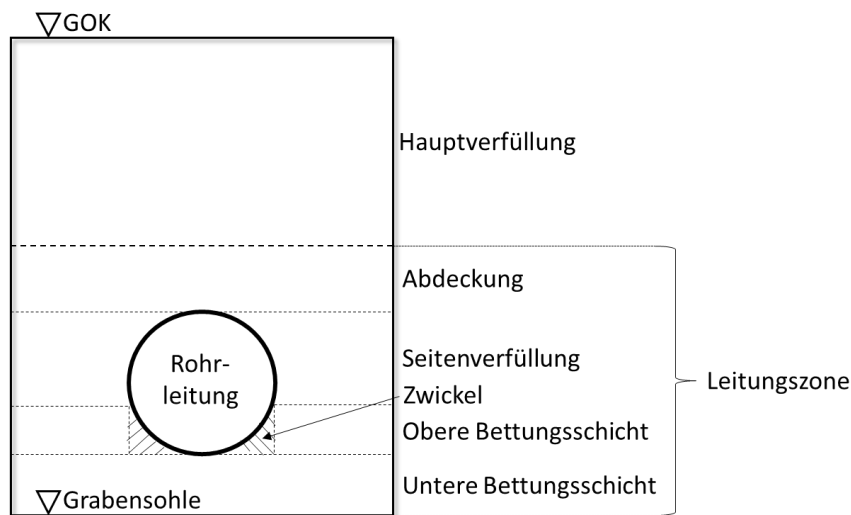 GOK
Hauptverfüllung
Abdeckung
Rohr-
leitung
Seitenverfüllung
Zwickel
Leitungszone
Obere Bettungsschicht
Untere Bettungsschicht
Grabensohle